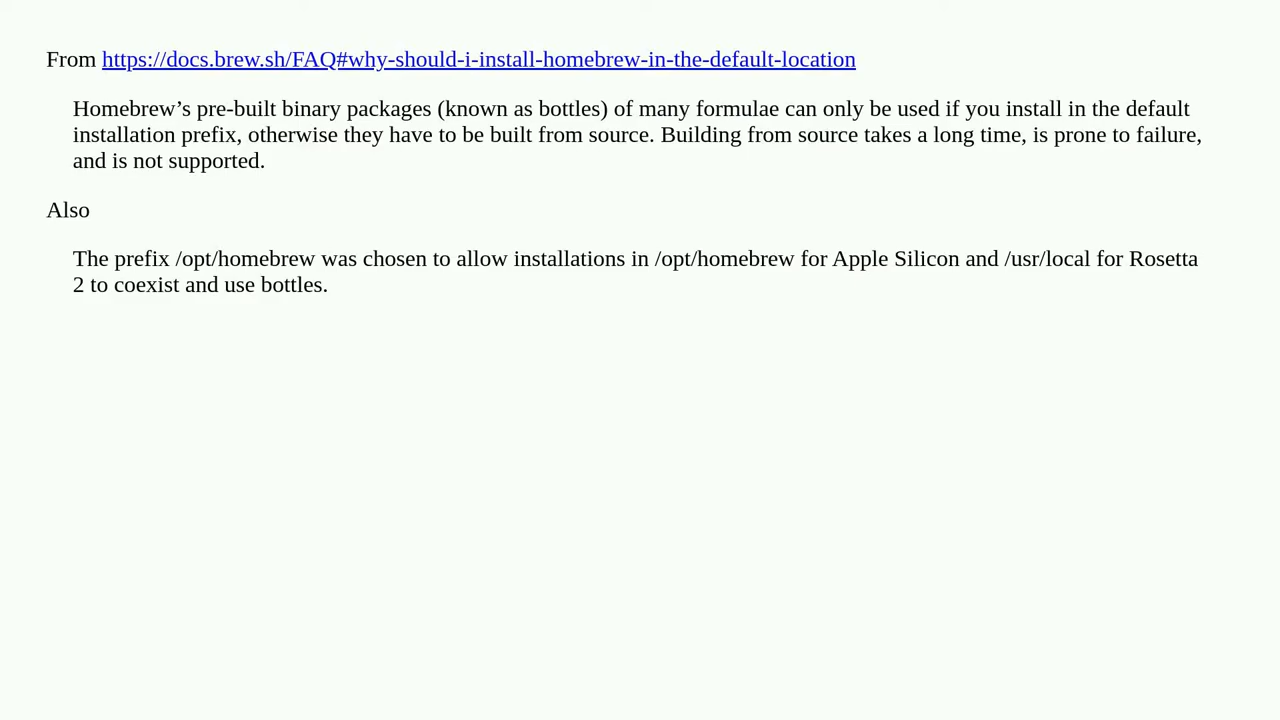 From https://docs.brew.sh/FAQ#why-should-i-install-homebrew-in-the-default-location
Homebrew’s pre-built binary packages (known as bottles) of many formulae can only be used if you install in the default
installation prefix, otherwise they have to be built from source. Building from source takes a long time, is prone to failure,
and is not supported.
Also
The prefix /opt/homebrew was chosen to allow installations in /opt/homebrew for Apple Silicon and /usr/local for Rosetta
2 to coexist and use bottles.